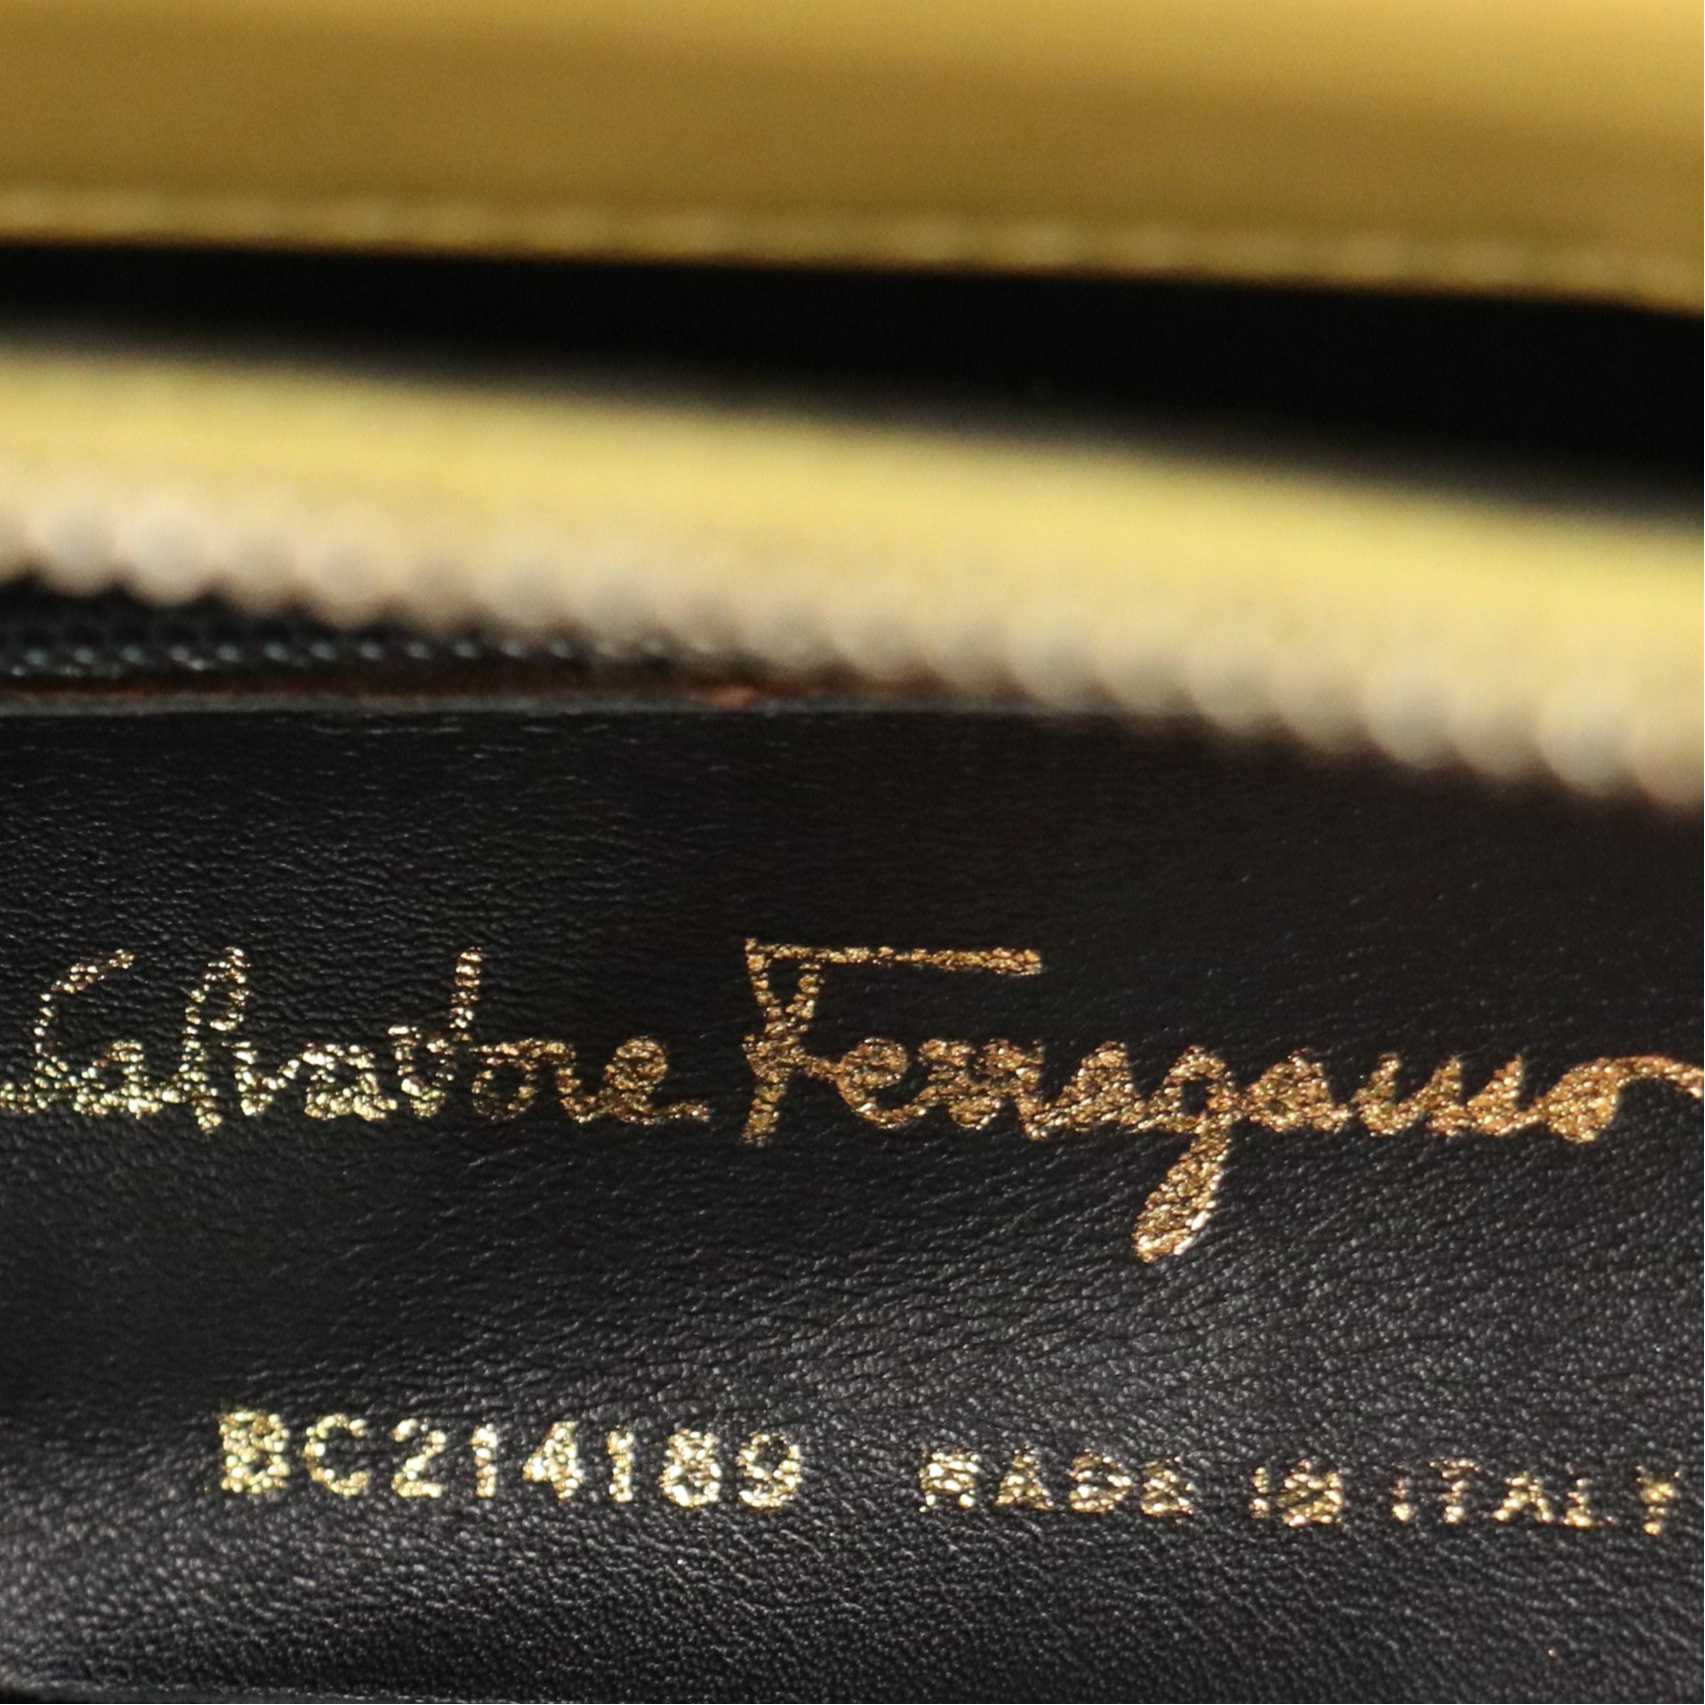 Salvatore Ferragamo
BC214189 MADE IN ITALY